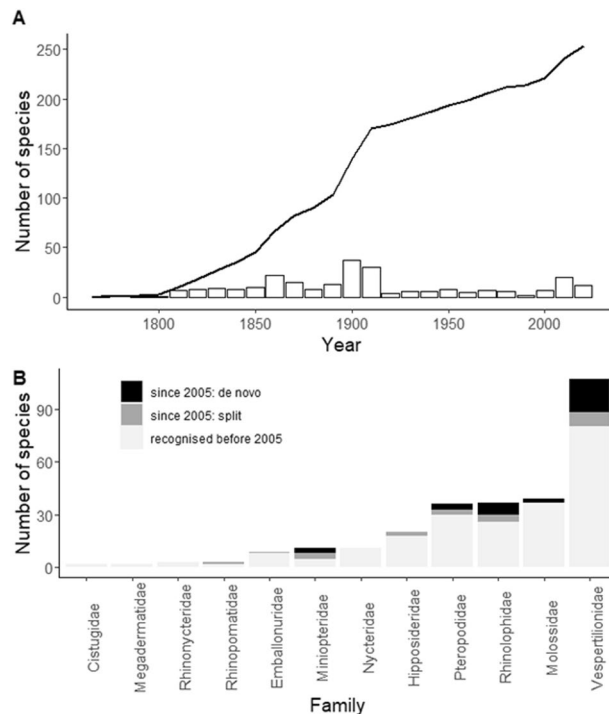 A
Number of species
250
200
150
100
50
0
1800
1850
1900
1950
2000
Year
B
since 2005: de novo
since 2005: split
recognised before 2005
Number of species
90
60
30
0
Cistugidae
Megadermatidae
Rhinonycteridae
Rhinopomatidae
Emballonuridae
Miniopteridae
Nycteridae
Hipposideridae
Pteropodidae
Rhinolophidae
Molossidae
Vespertilionidae
Family